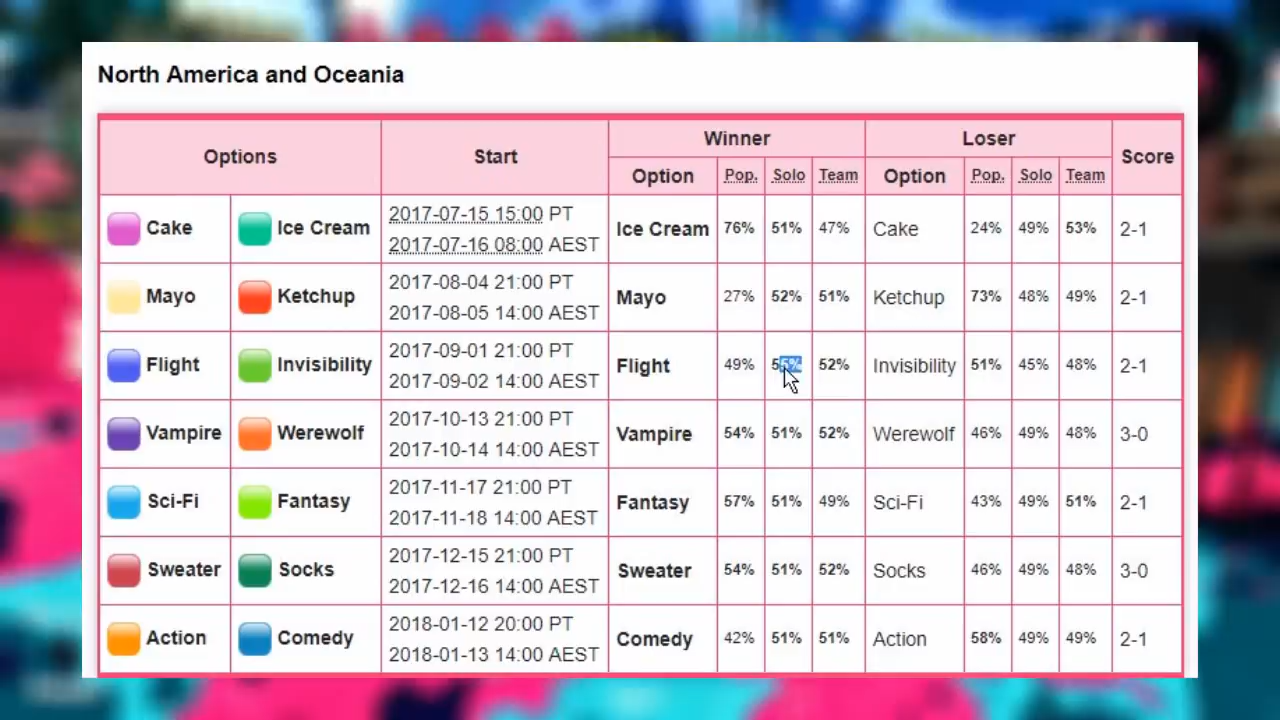 North America and Oceania
Options Start Winner Loser Score
Option Pop. Solo Team Option Pop. Solo Team
Cake Ice Cream 2017-07-15 15:00 PT Ice Cream 76% 51% 47% Cake 24% 49% 53% 2-1
2017-07-16 08:00 AEST
Mayo Ketchup 2017-08-04 21:00 PT Mayo 27% 52% 51% Ketchup 73% 48% 49% 2-1
2017-08-05 14:00 AEST
Flight Invisibility 2017-09-01 21:00 PT Flight 49% 55% 52% Invisibility 51% 45% 48% 2-1
2017-09-02 14:00 AEST
Vampire Werewolf 2017-10-13 21:00 PT Vampire 54% 51% 52% Werewolf 46% 49% 48% 3-0
2017-10-14 14:00 AEST
Sci-Fi Fantasy 2017-11-17 21:00 PT Fantasy 57% 51% 49% Sci-Fi 43% 49% 51% 2-1
2017-11-18 14:00 AEST
Sweater Socks 2017-12-15 21:00 PT Sweater 54% 51% 52% Socks 46% 49% 48% 3-0
2017-12-16 14:00 AEST
Action Comedy 2018-01-12 20:00 PT Comedy 42% 51% 51% Action 58% 49% 49% 2-1
2018-01-13 14:00 AEST